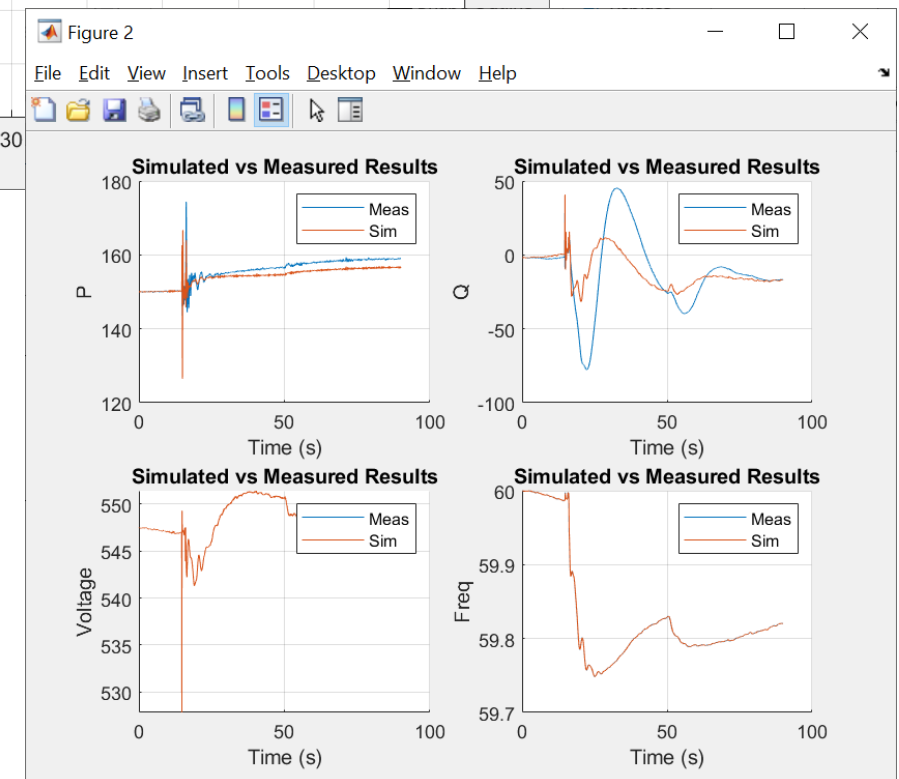 Figure 2
File Edit View Insert Tools Desktop Window Help
30
Simulated vs Measured Results
180
160
140
120
P
0 50 100
Time (s)
Meas
Sim
Simulated vs Measured Results
50
0
-50
-100
Q
0 50 100
Time (s)
Meas
Sim
Simulated vs Measured Results
550
545
540
535
530
Voltage
0 50 100
Time (s)
Meas
Sim
Simulated vs Measured Results
60
59.9
59.8
59.7
Freq
0 50 100
Time (s)
Meas
Sim